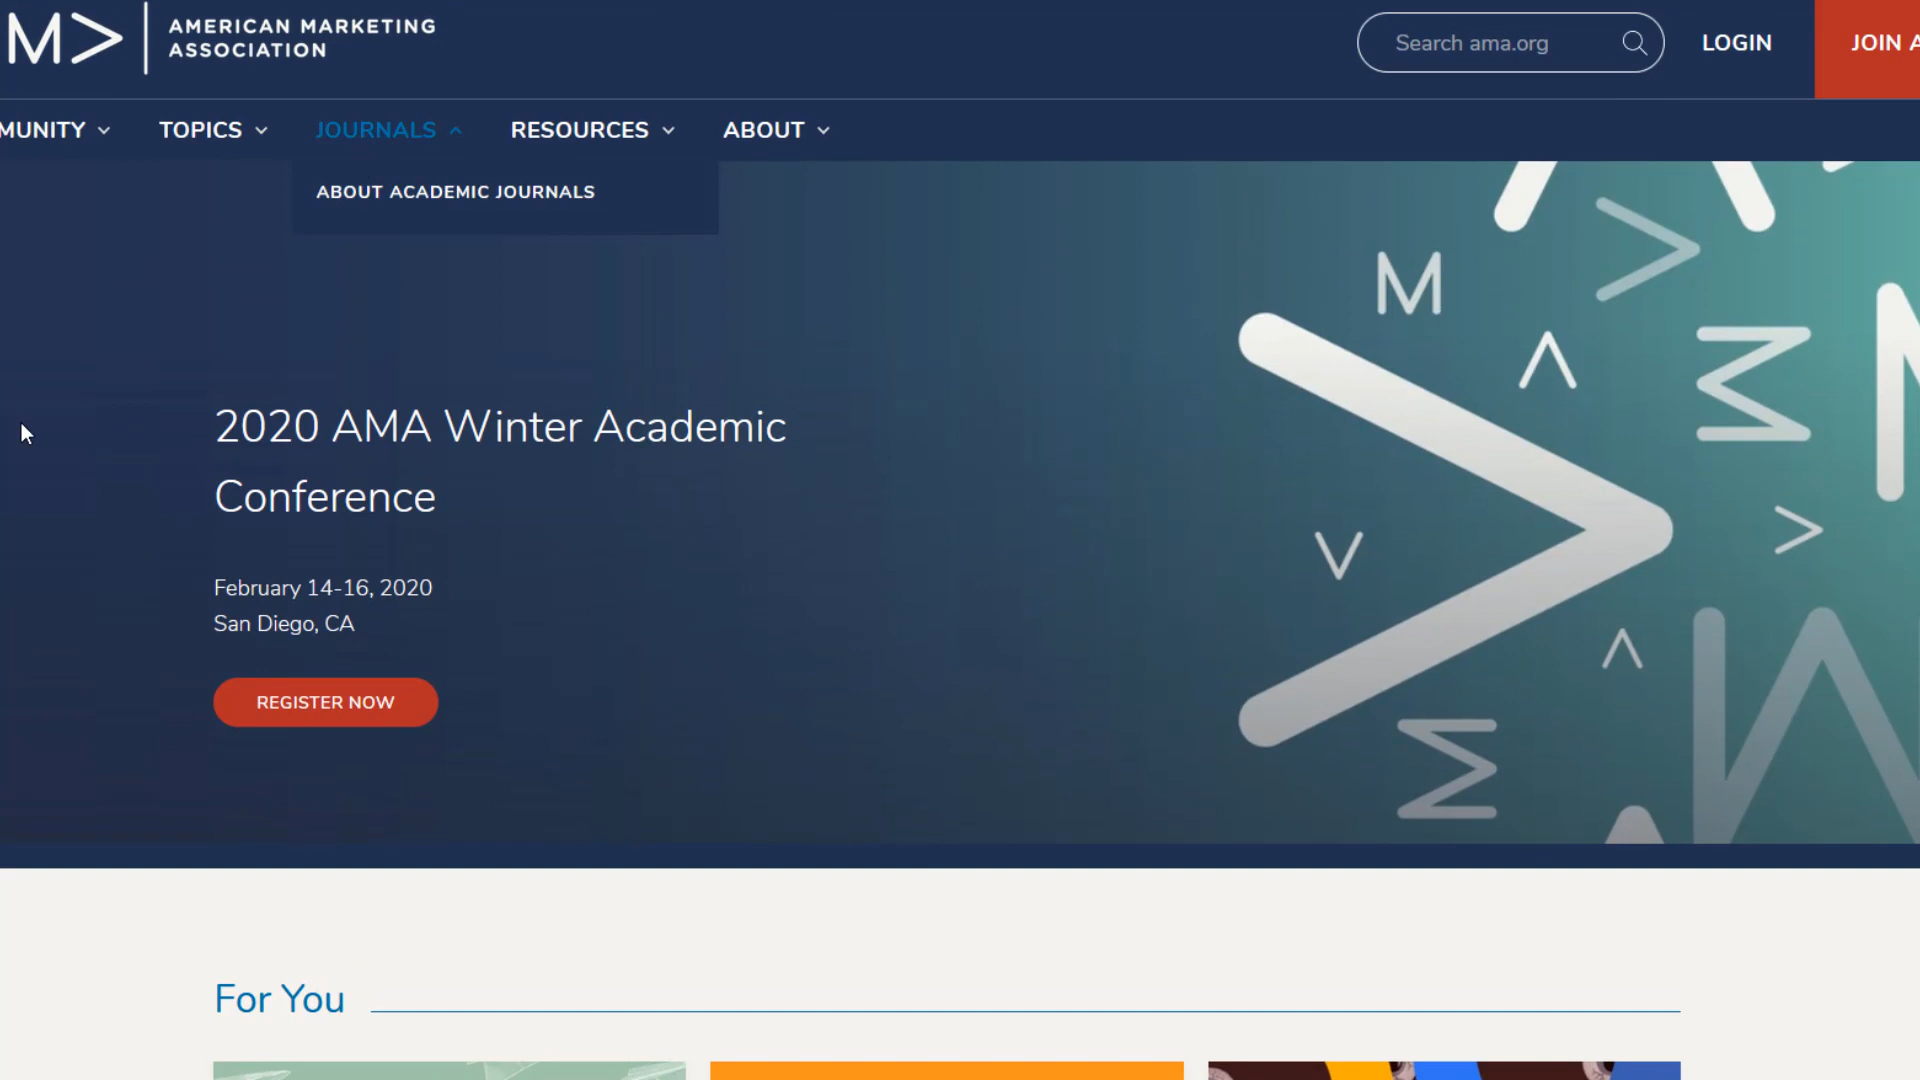 M>
AMERICAN MARKETING
ASSOCIATION
Search ama.org
LOGIN
JOIN A
MUNITY
TOPICS
JOURNALS
RESOURCES
ABOUT
ABOUT ACADEMIC JOURNALS
2020 AMA Winter Academic
Conference
February 14-16, 2020
San Diego, CA
REGISTER NOW
For You